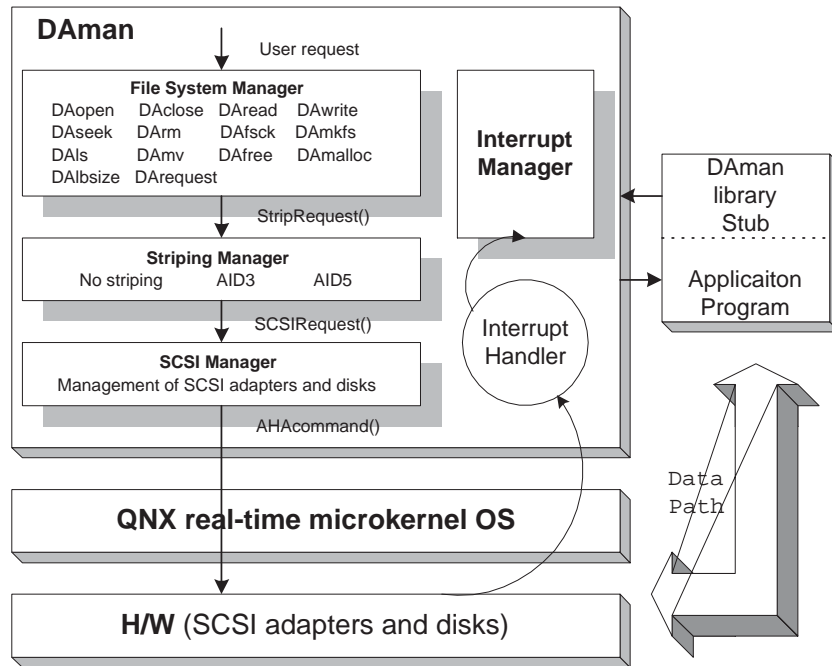 DAman
User request
File System Manager
DAopen DAclose DAread DAwrite
DAseek DArm DAfsck DAmkfs
DAls DAmv DAfree DAmalloc
DAlbsize DArequest
StripRequest()
Striping Manager
No striping AID3 AID5
SCSIRequest()
SCSI Manager
Management of SCSI adapters and disks
AHAcommand()
Interrupt
Manager
Interrupt
Handler
DAman
library
Stub
Applicaiton
Program
Data
Path
QNX real-time microkernel OS
H/W (SCSI adapters and disks)